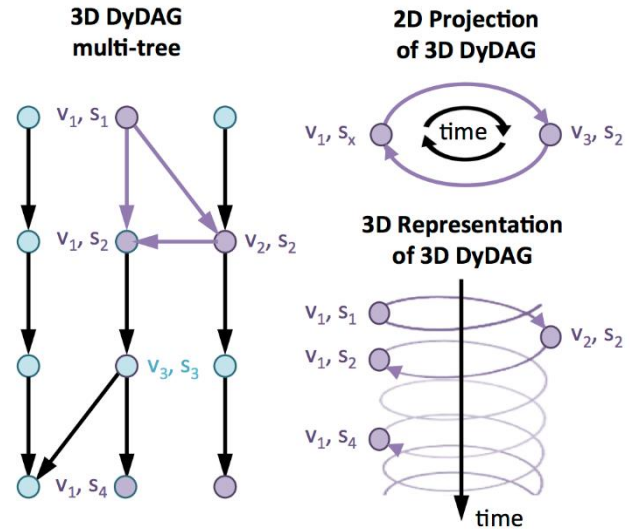 3D DyDAG
multi-tree
V₁, S₁
V₁, S₂
V₂, S₂
V₃, S₃
V₁, S₄
2D Projection
of 3D DyDAG
V₁, Sₓ
time
V₃, S₂
3D Representation
of 3D DyDAG
V₁, S₁
V₂, S₂
V₁, S₂
V₁, S₄
time